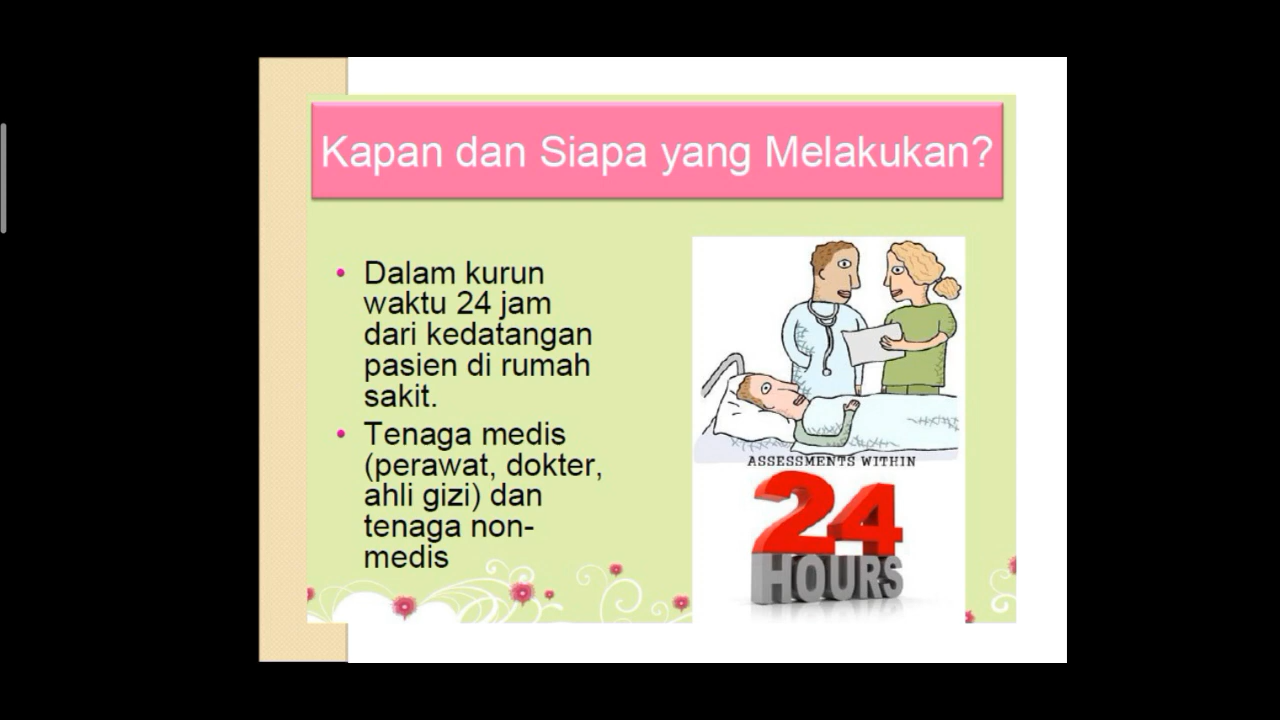 Kapan dan Siapa yang Melakukan?
• Dalam kurun
waktu 24 jam
dari kedatangan
pasien di rumah
sakit.
• Tenaga medis
(perawat, dokter,
ahli gizi) dan
tenaga non-
medis
ASSESSMENTS WITHIN
24
HOURS